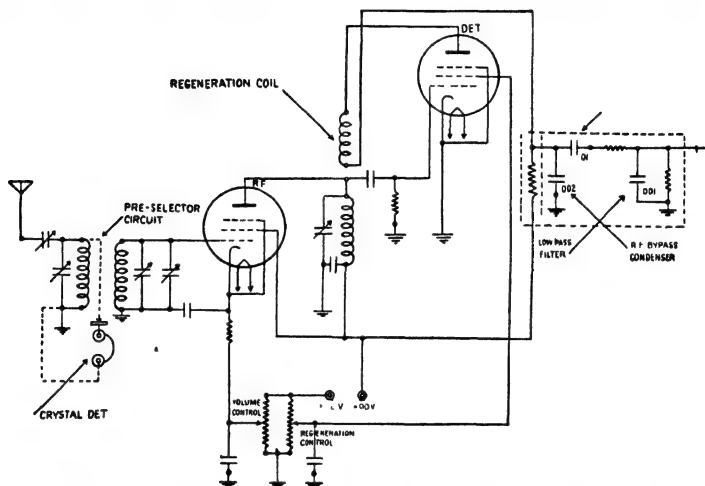 DET
REGENERATION COIL
PRE-SELECTOR
CIRCUIT
RF
.01
.002
.001
LOW PASS
FILTER
R.F. BYPASS
CONDENSER
CRYSTAL DET
VOLUME
CONTROL
REGENERATION
CONTROL
V
+90V